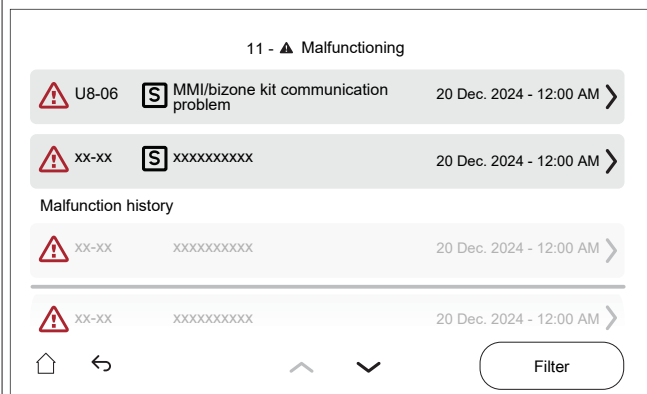 11 - Malfunctioning
U8-06 S MMI/bizone kit communication problem 20 Dec. 2024 - 12:00 AM
xx-xx S xxxxxxxxxx 20 Dec. 2024 - 12:00 AM
Malfunction history
xx-xx xxxxxxxxxx 20 Dec. 2024 - 12:00 AM
xx-xx xxxxxxxxxx 20 Dec. 2024 - 12:00 AM
Filter